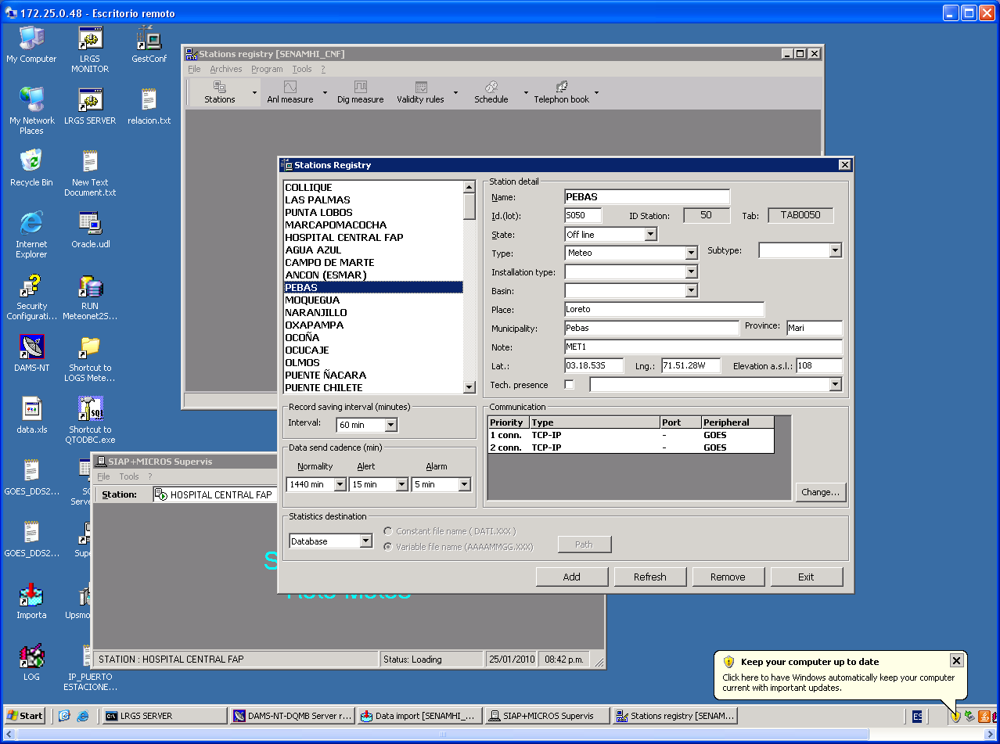 172.25.0.48 - Escritorio remoto
My Computer
LRGS MONITOR
GestConf
My Network Places
LRGS SERVER
relacion.txt
Recycle Bin
New Text Document.txt
Internet Explorer
Oracle.udl
Security Configurati...
RUN Meteonet2S...
DAMS-NT
Shortcut to LOGS Mete...
data.xls
Shortcut to QTODBC.exe
GOES_DDS2...
GOES_DDS2...
Importa
LOG
IP_PUERTO ESTACIONE...
Stations registry [SENAMHI_CNF]
File Archives Program Tools ?
Stations Anl measure Dig measure Validity rules Schedule Telephon book
Stations Registry
COLLIQUE
LAS PALMAS
PUNTA LOBOS
MARCAPOMACOCHA
HOSPITAL CENTRAL FAP
AGUA AZUL
CAMPO DE MARTE
ANCON (ESMAR)
PEBAS
MOQUEGUA
NARANJILLO
OXAPAMPA
OCOÑA
OCUCAJE
OLMOS
PUENTE ÑACARA
PUENTE CHILETE
Station detail
Name: PEBAS
Id.(lot): S050 ID Station: 50 Tab: TAB0050
State: Off line
Type: Meteo Subtype:
Installation type:
Basin:
Place: Loreto
Municipality: Pebas Province: Mari
Note: MET1
Lat.: 03.18.53S Lng.: 71.51.28W Elevation a.s.l.: 108
Tech. presence
Record saving interval (minutes)
Interval: 60 min
Data send cadence (min)
Normality Alert Alarm
1440 min 15 min 5 min
Communication
Priority Type Port Peripheral
1 conn. TCP-IP - GOES
2 conn. TCP-IP - GOES
Change...
Statistics destination
Database
Constant file name ( DATI.XXX )
Variable file name (AAAAMMGG.XXX)
Path
Add Refresh Remove Exit
SIAP+MICROS Supervis
File Tools ?
Station: HOSPITAL CENTRAL FAP
STATION : HOSPITAL CENTRAL FAP Status: Loading 25/01/2010 08:42 p.m.
Keep your computer up to date
Click here to have Windows automatically keep your computer
current with important updates.
Start LRGS SERVER DAMS-NT-DQMB Server r... Data import [SENAMHI_... SIAP+MICROS Supervis Stations registry [SENAM... ES